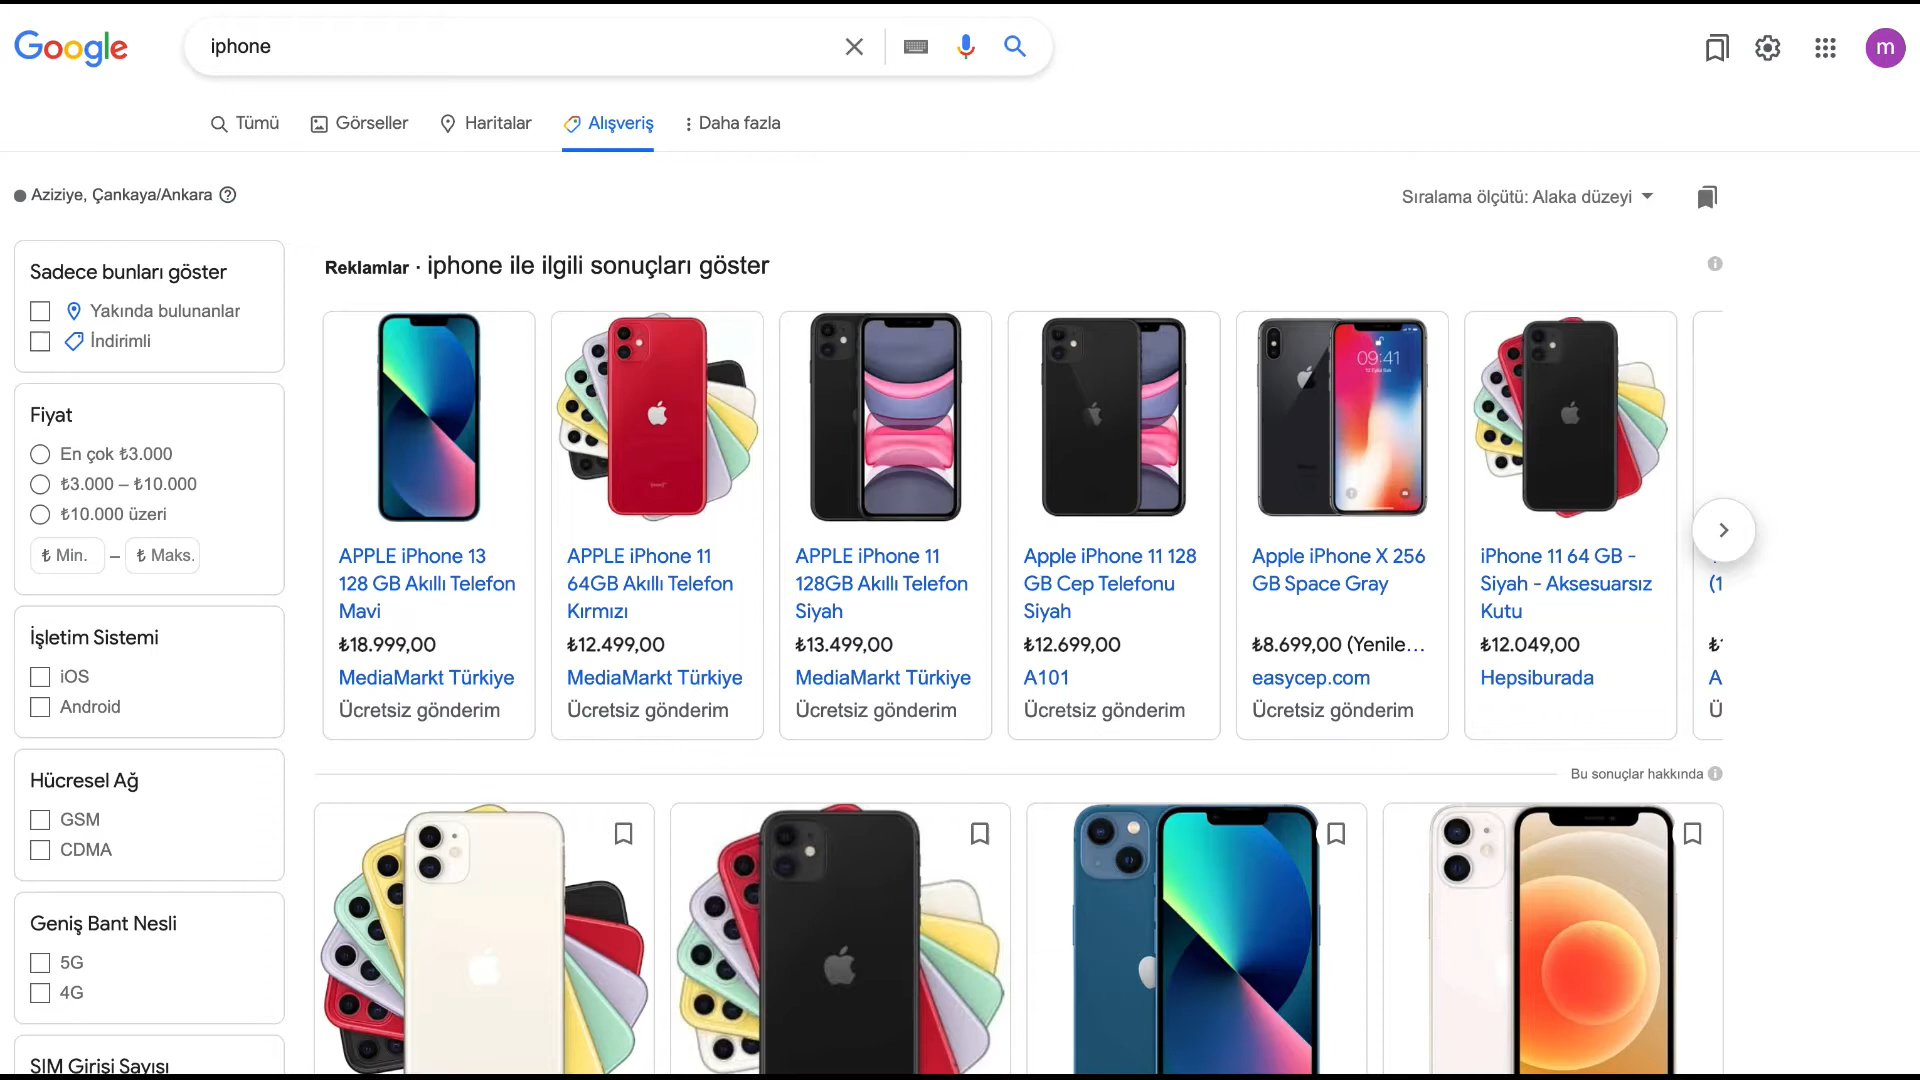 Google
iphone
m
Tümü
Görseller
Haritalar
Alışveriş
Daha fazla
Aziziye, Çankaya/Ankara
Sıralama ölçütü: Alaka düzeyi
Sadece bunları göster
Yakında bulunanlar
İndirimli
Fiyat
En çok ₺3.000
₺3.000 – ₺10.000
₺10.000 üzeri
₺ Min. – ₺ Maks.
İşletim Sistemi
iOS
Android
Hücresel Ağ
GSM
CDMA
Geniş Bant Nesli
5G
4G
SIM Girişi Sayısı
Reklamlar · iphone ile ilgili sonuçları göster
APPLE iPhone 13
128 GB Akıllı Telefon
Mavi
₺18.999,00
MediaMarkt Türkiye
Ücretsiz gönderim
APPLE iPhone 11
64GB Akıllı Telefon
Kırmızı
₺12.499,00
MediaMarkt Türkiye
Ücretsiz gönderim
APPLE iPhone 11
128GB Akıllı Telefon
Siyah
₺13.499,00
MediaMarkt Türkiye
Ücretsiz gönderim
Apple iPhone 11 128
GB Cep Telefonu
Siyah
₺12.699,00
A101
Ücretsiz gönderim
09:41
Apple iPhone X 256
GB Space Gray
₺8.699,00 (Yenile...
easycep.com
Ücretsiz gönderim
iPhone 11 64 GB -
Siyah - Aksesuarsız
Kutu
₺12.049,00
Hepsiburada
(1
A
Ü
Bu sonuçlar hakkında